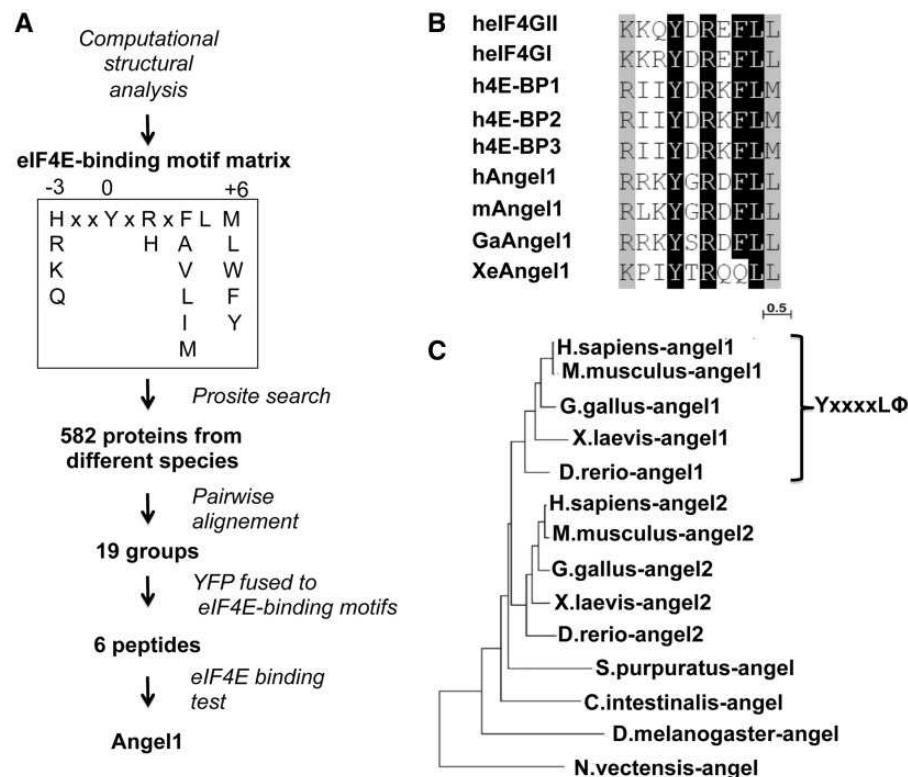 A
Computational
structural
analysis
eIF4E-binding motif matrix
-3 0 +6
H x x Y x R x F L M
R H A L
K V W
Q L F
I Y
M
Prosite search
582 proteins from
different species
Pairwise
alignement
19 groups
YFP fused to
eIF4E-binding motifs
6 peptides
eIF4E binding
test
Angel1
B
heIF4GII KKQYDREFLL
heIF4GI KKRYDREFLL
h4E-BP1 RIIYDRKFLM
h4E-BP2 RIIYDRKFLM
h4E-BP3 RIIYDRKFLM
hAngel1 RRKYGRDFLL
mAngel1 RLKYGRDFLL
GaAngel1 RRKYSRDFLL
XeAngel1 KPIYTRQQLL
0.5
C
H.sapiens-angel1
M.musculus-angel1
G.gallus-angel1
X.laevis-angel1
D.rerio-angel1
YxxxxLΦ
H.sapiens-angel2
M.musculus-angel2
G.gallus-angel2
X.laevis-angel2
D.rerio-angel2
S.purpuratus-angel
C.intestinalis-angel
D.melanogaster-angel
N.vectensis-angel